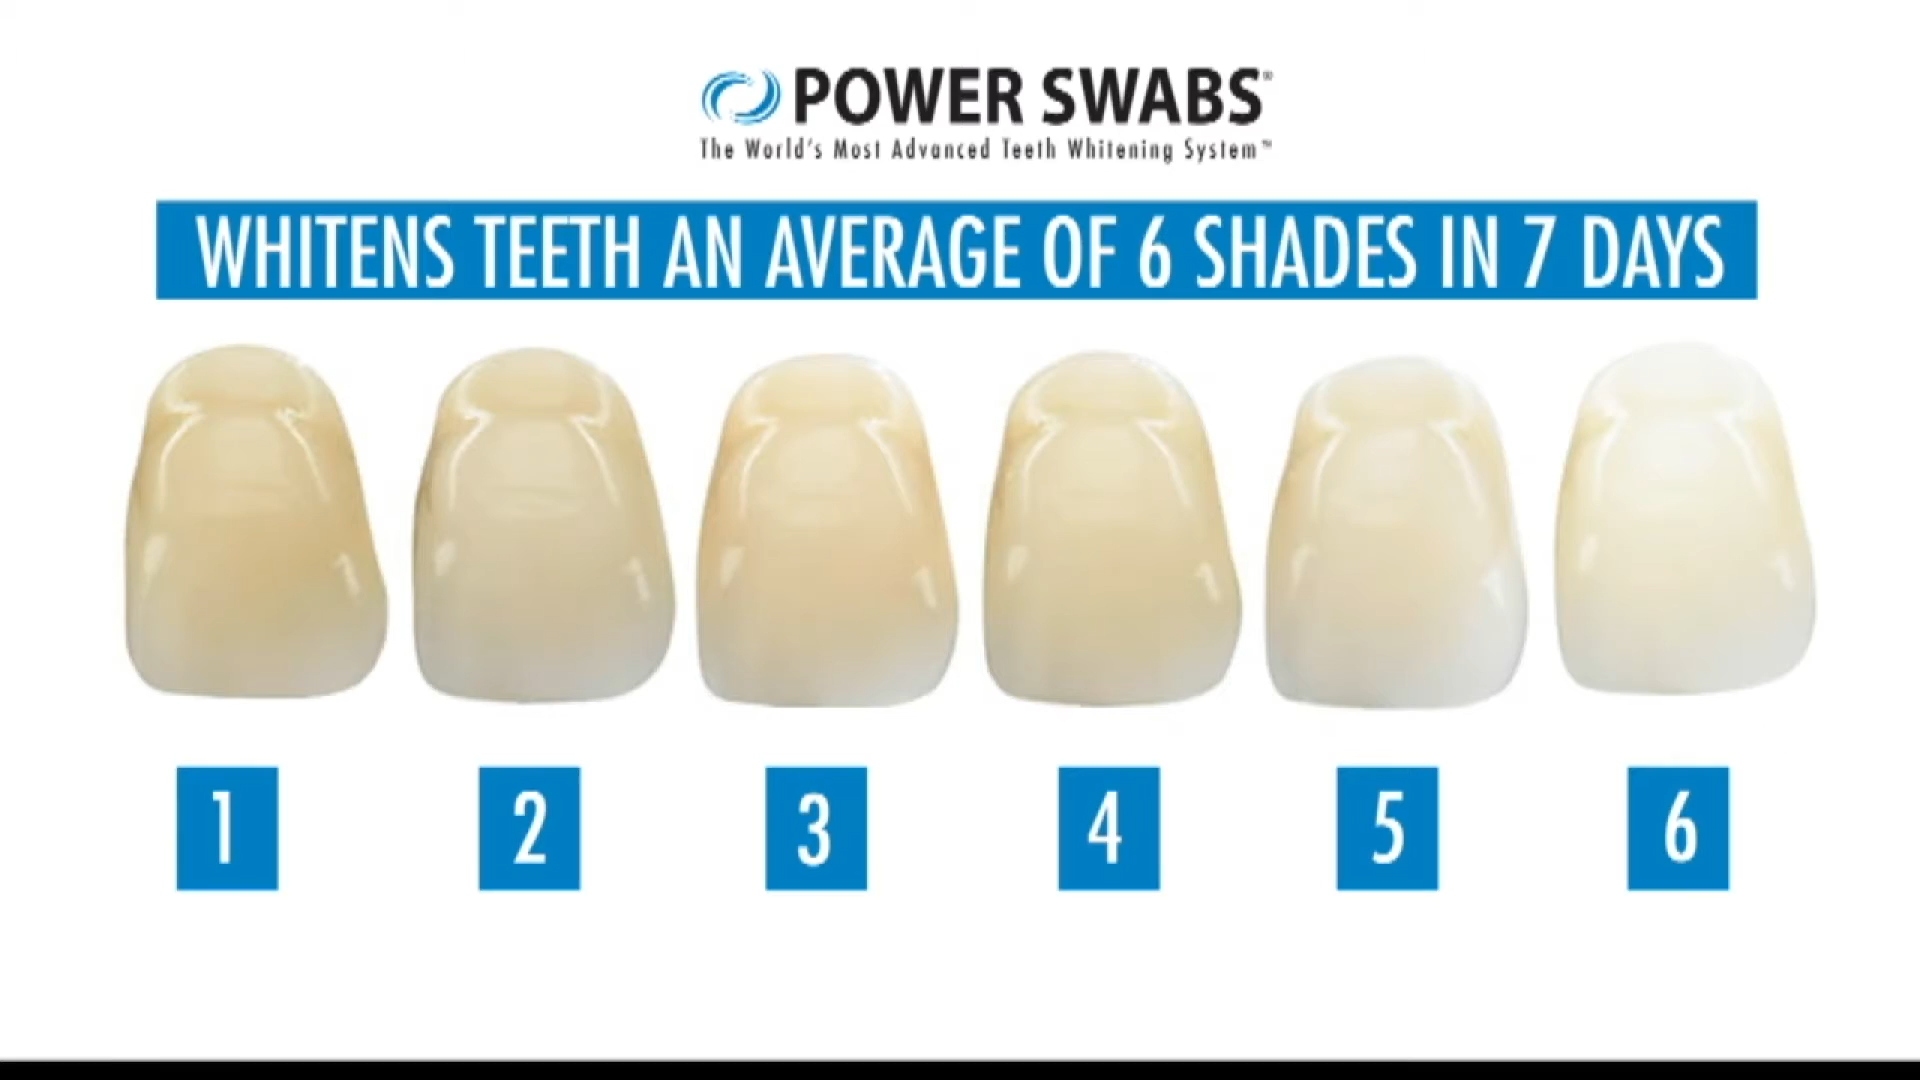 POWER SWABS®
The World's Most Advanced Teeth Whitening System™
WHITENS TEETH AN AVERAGE OF 6 SHADES IN 7 DAYS
1 2 3 4 5 6